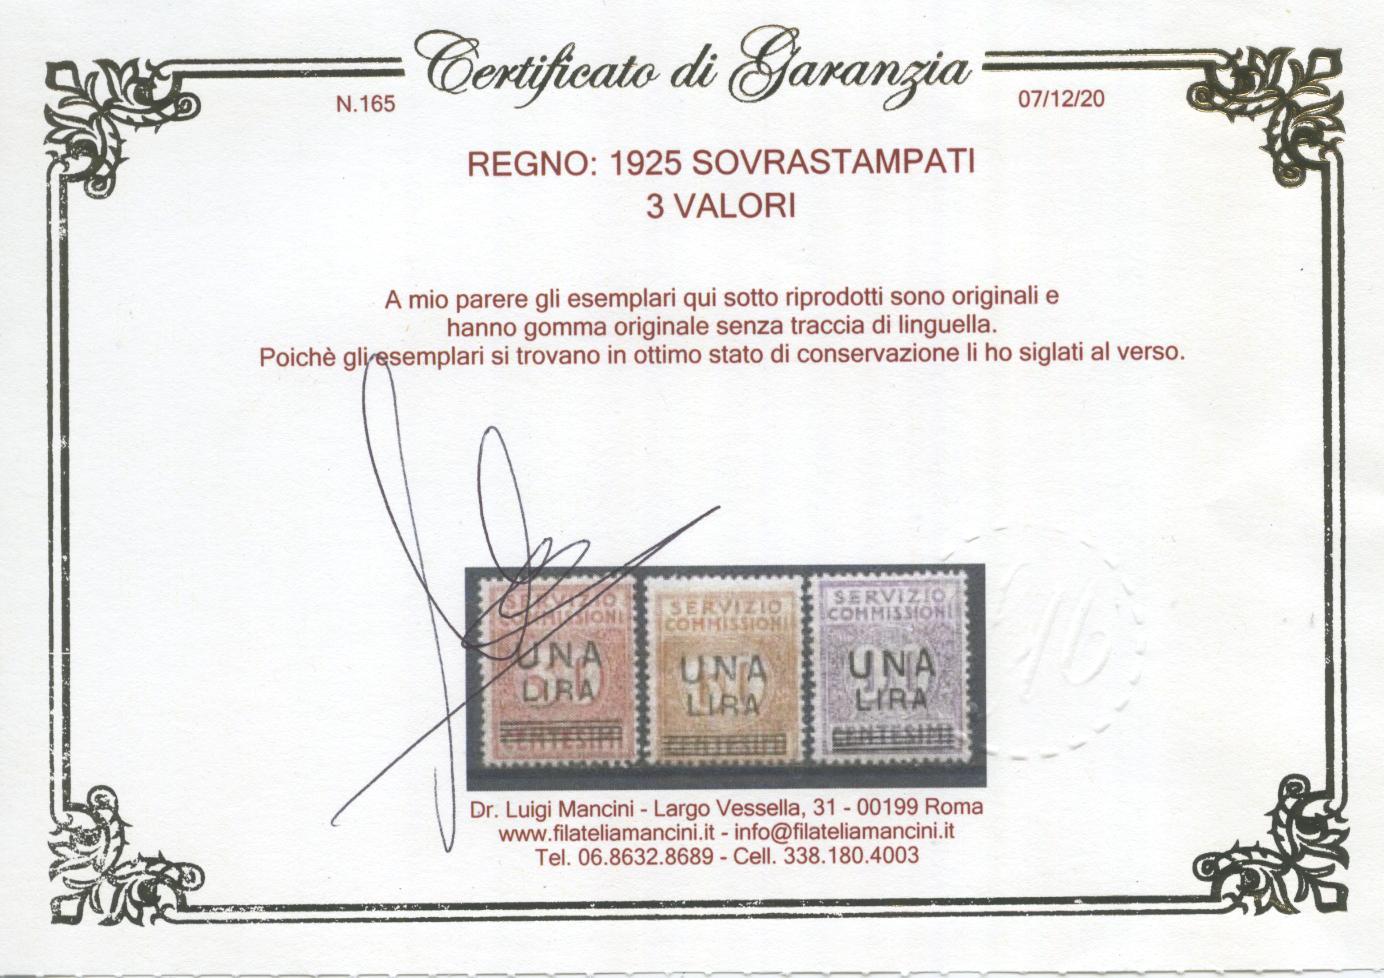 Certificato di Garanzia
N.165
07/12/20
REGNO: 1925 SOVRASTAMPATI
3 VALORI
A mio parere gli esemplari qui sotto riprodotti sono originali e
hanno gomma originale senza traccia di linguella.
Poichè gli esemplari si trovano in ottimo stato di conservazione li ho siglati al verso.
SERVIZIO
COMMISSIONI
UNA
LIRA
CENTESIMI
SERVIZIO
COMMISSIONI
UNA
LIRA
CENTESIMI
SERVIZIO
COMMISSIONI
UNA
LIRA
CENTESIMI
Dr. Luigi Mancini - Largo Vessella, 31 - 00199 Roma
www.filateliamancini.it - info@filateliamancini.it
Tel. 06.8632.8689 - Cell. 338.180.4003